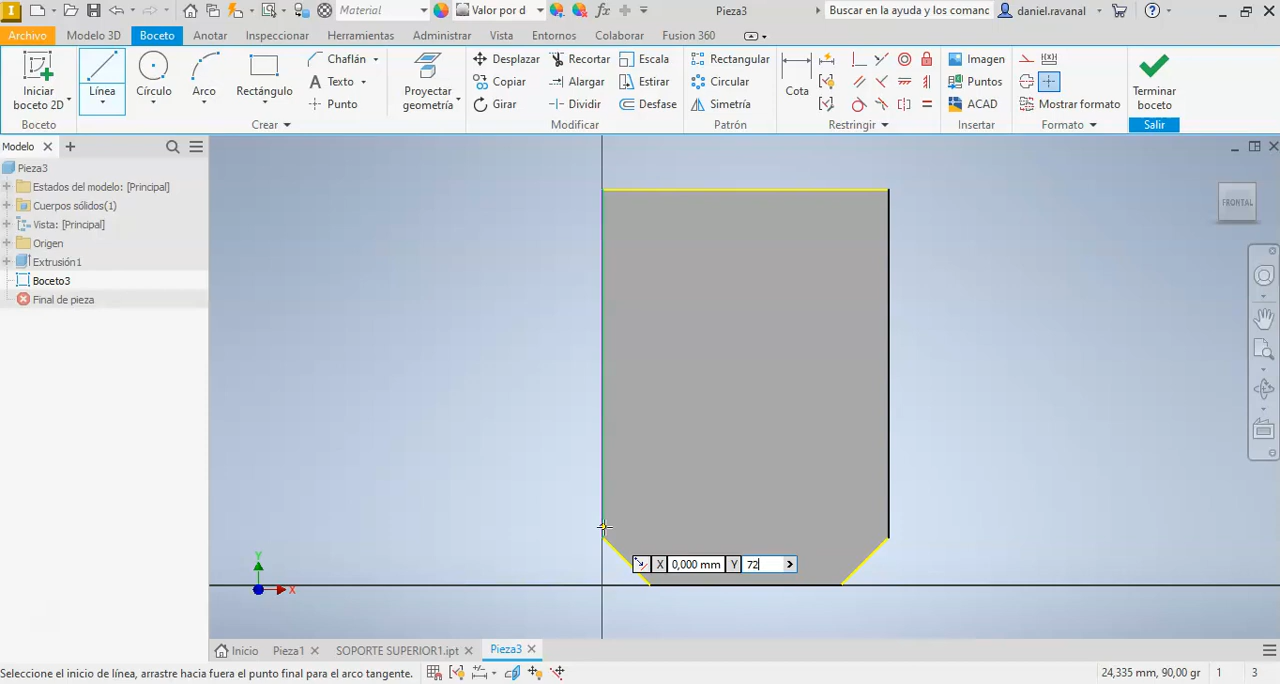 Material
Valor por d
Pieza3
Buscar en la ayuda y los comanc
daniel.ravanal
Archivo
Modelo 3D
Boceto
Anotar
Inspeccionar
Herramientas
Administrar
Vista
Entornos
Colaborar
Fusion 360
Iniciar
boceto 2D
Boceto
Línea
Círculo
Arco
Rectángulo
Chaflán
Texto
Punto
Crear
Proyectar
geometría
Desplazar
Copiar
Girar
Recortar
Alargar
Dividir
Escala
Estirar
Desfase
Modificar
Rectangular
Circular
Simetría
Patrón
Cota
Restringir
Imagen
Puntos
ACAD
Insertar
Mostrar formato
Formato
Terminar
boceto
Salir
Modelo
Pieza3
Estados del modelo: [Principal]
Cuerpos sólidos(1)
Vista: [Principal]
Origen
Extrusión1
Boceto3
Final de pieza
FRONTAL
X 0,000 mm Y 72
Y
X
Inicio
Pieza1
SOPORTE SUPERIOR1.ipt
Pieza3
Seleccione el inicio de línea, arrastre hacia fuera el punto final para el arco tangente.
24,335 mm, 90,00 gr 1 3